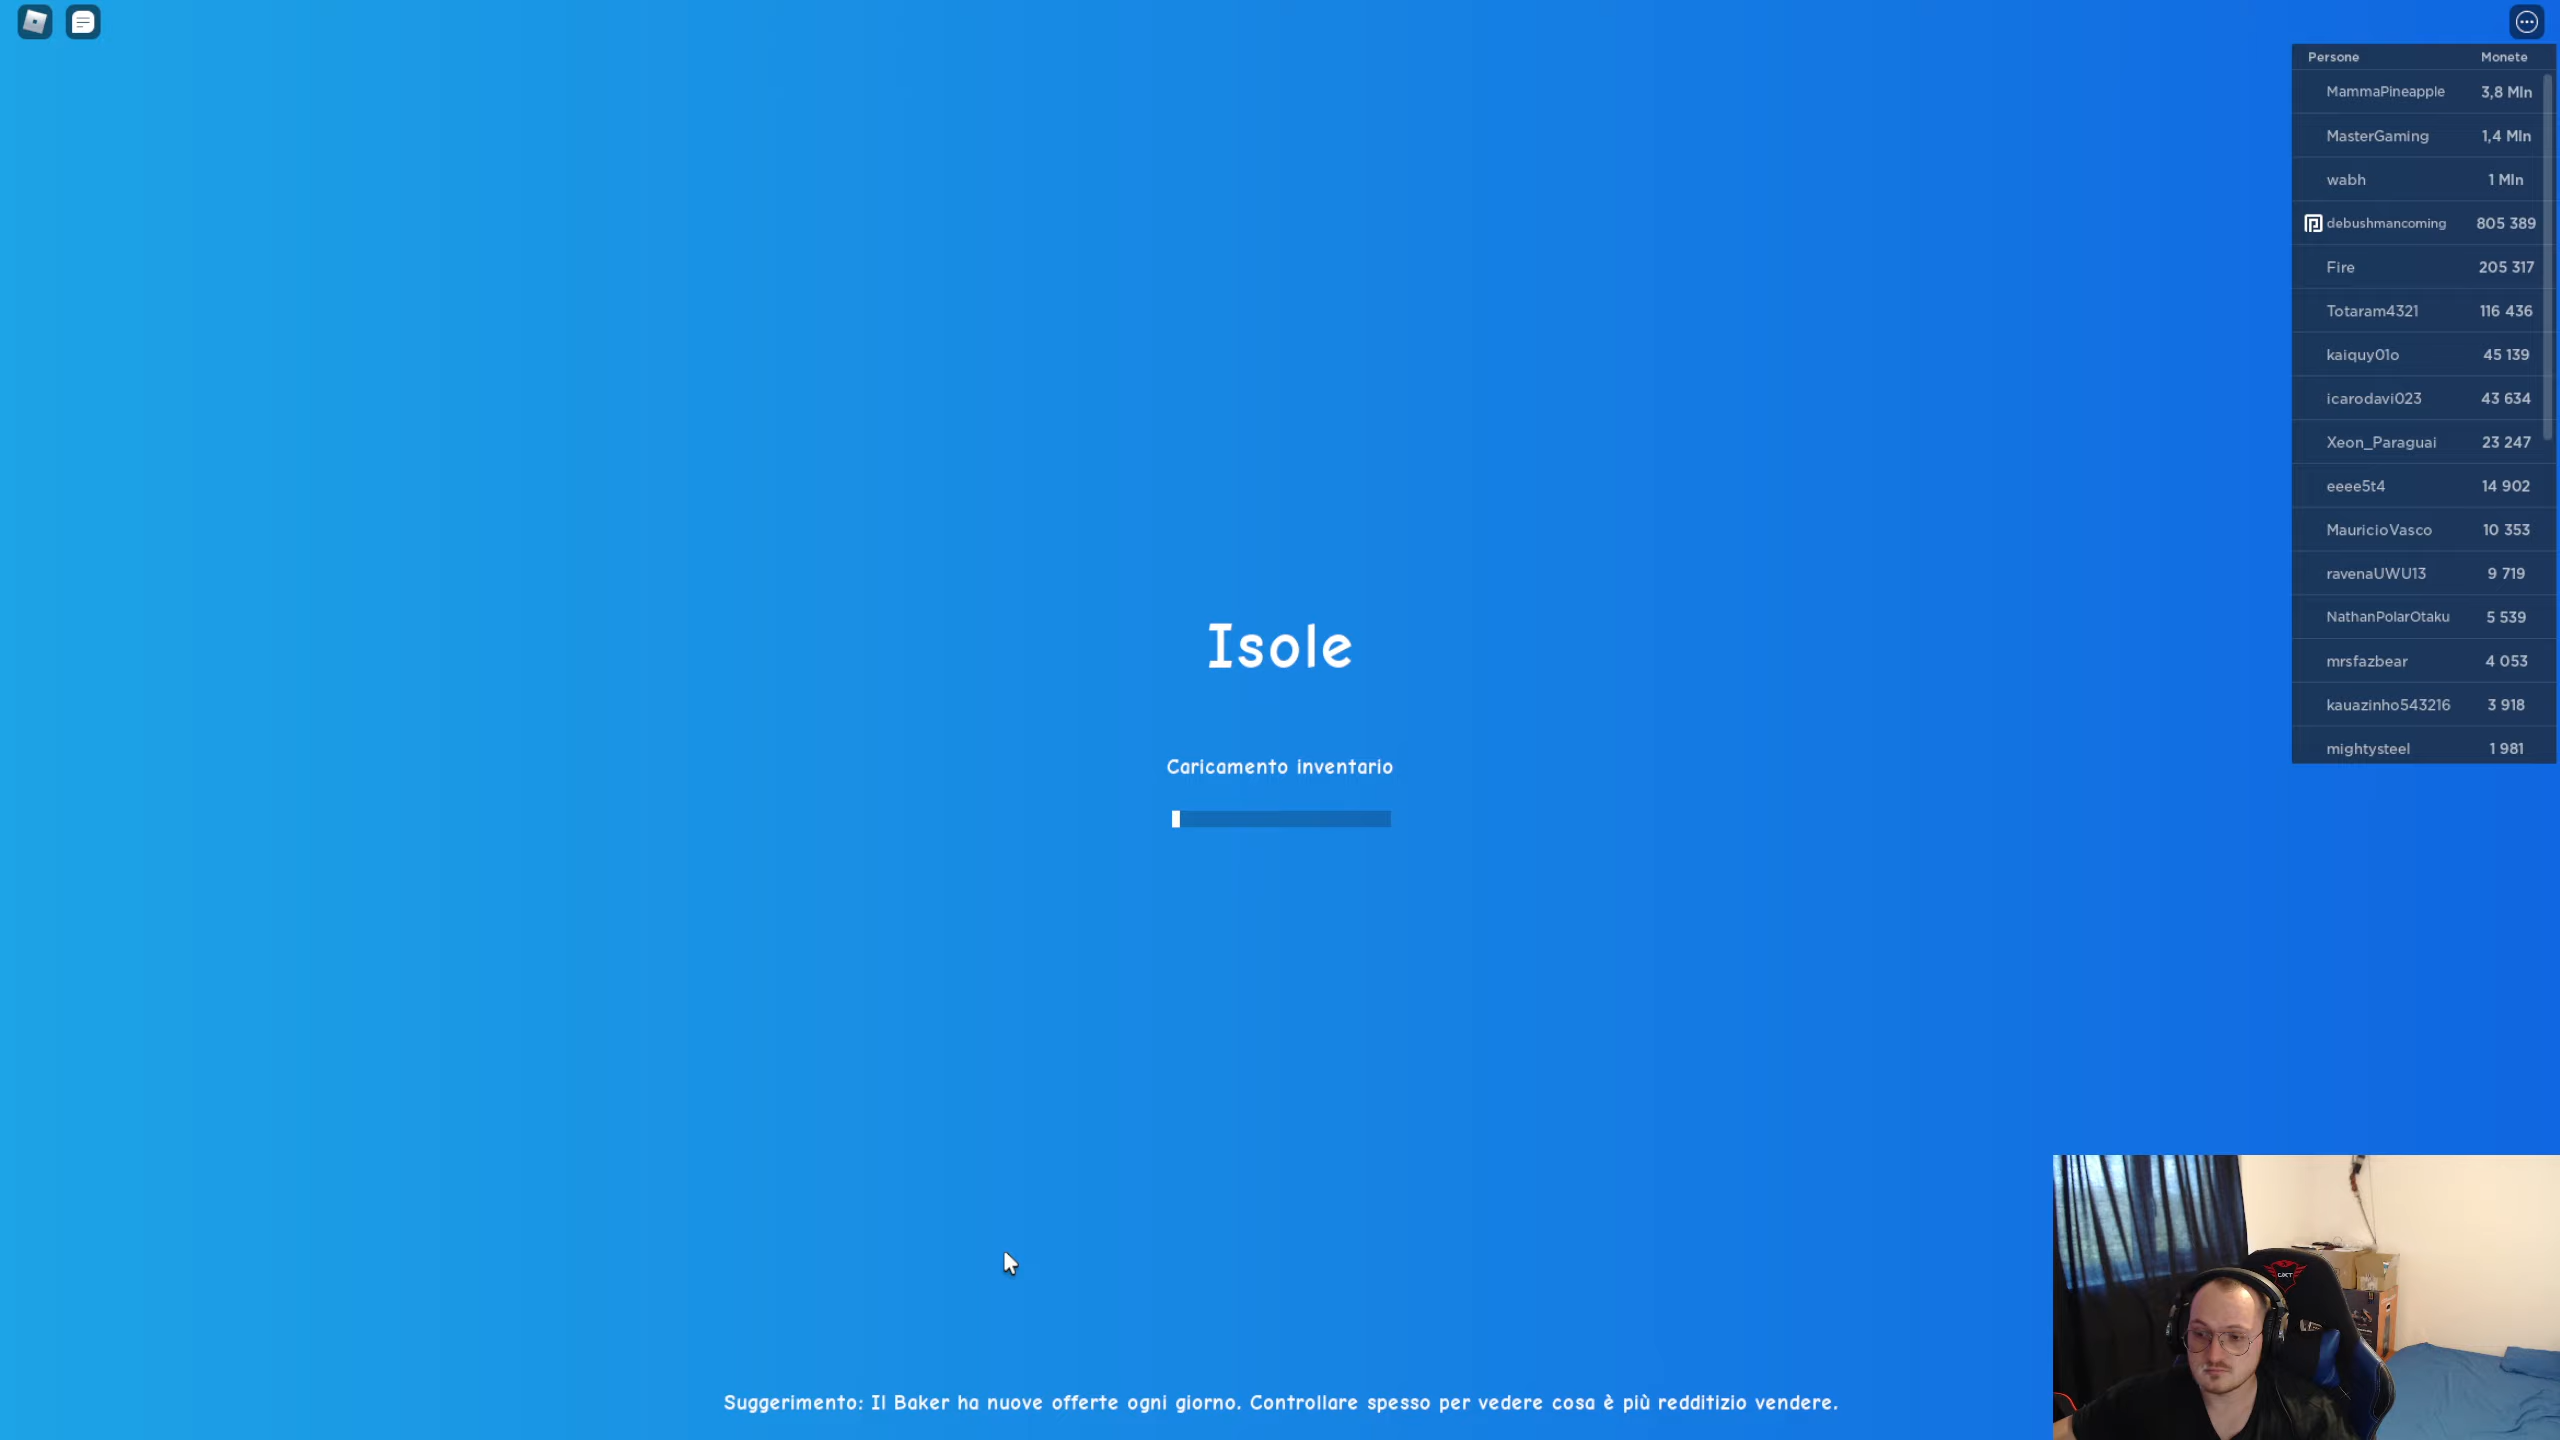 Persone Monete
MammaPineapple 3,8 Mln
MasterGaming 1,4 Mln
wabh 1 Mln
debushmancoming 805 389
Fire 205 317
Totaram4321 116 436
kaiquy01o 45 139
icarodavi023 43 634
Xeon_Paraguai 23 247
eeee5t4 14 902
MauricioVasco 10 353
ravenaUWU13 9 719
NathanPolarOtaku 5 539
mrsfazbear 4 053
kauazinho543216 3 918
mightysteel 1 981
Isole
Caricamento inventario
Suggerimento: Il Baker ha nuove offerte ogni giorno. Controllare spesso per vedere cosa è più redditizio vendere.
GXT